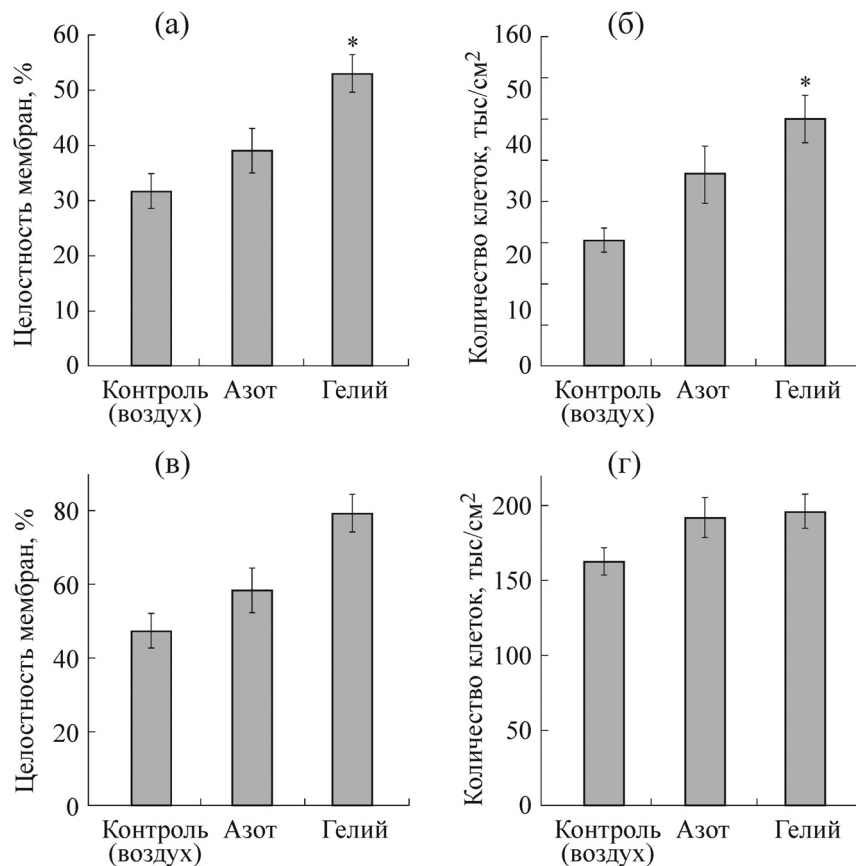 (а)
Целостность мембран, %
60
50
40
30
20
10
0
*
Контроль Азот Гелий
(воздух)
(б)
Количество клеток, тыс/см2
160
50
40
30
20
10
0
*
Контроль Азот Гелий
(воздух)
(в)
Целостность мембран, %
80
60
40
20
0
Контроль Азот Гелий
(воздух)
(г)
Количество клеток, тыс/см2
200
150
100
50
0
Контроль Азот Гелий
(воздух)